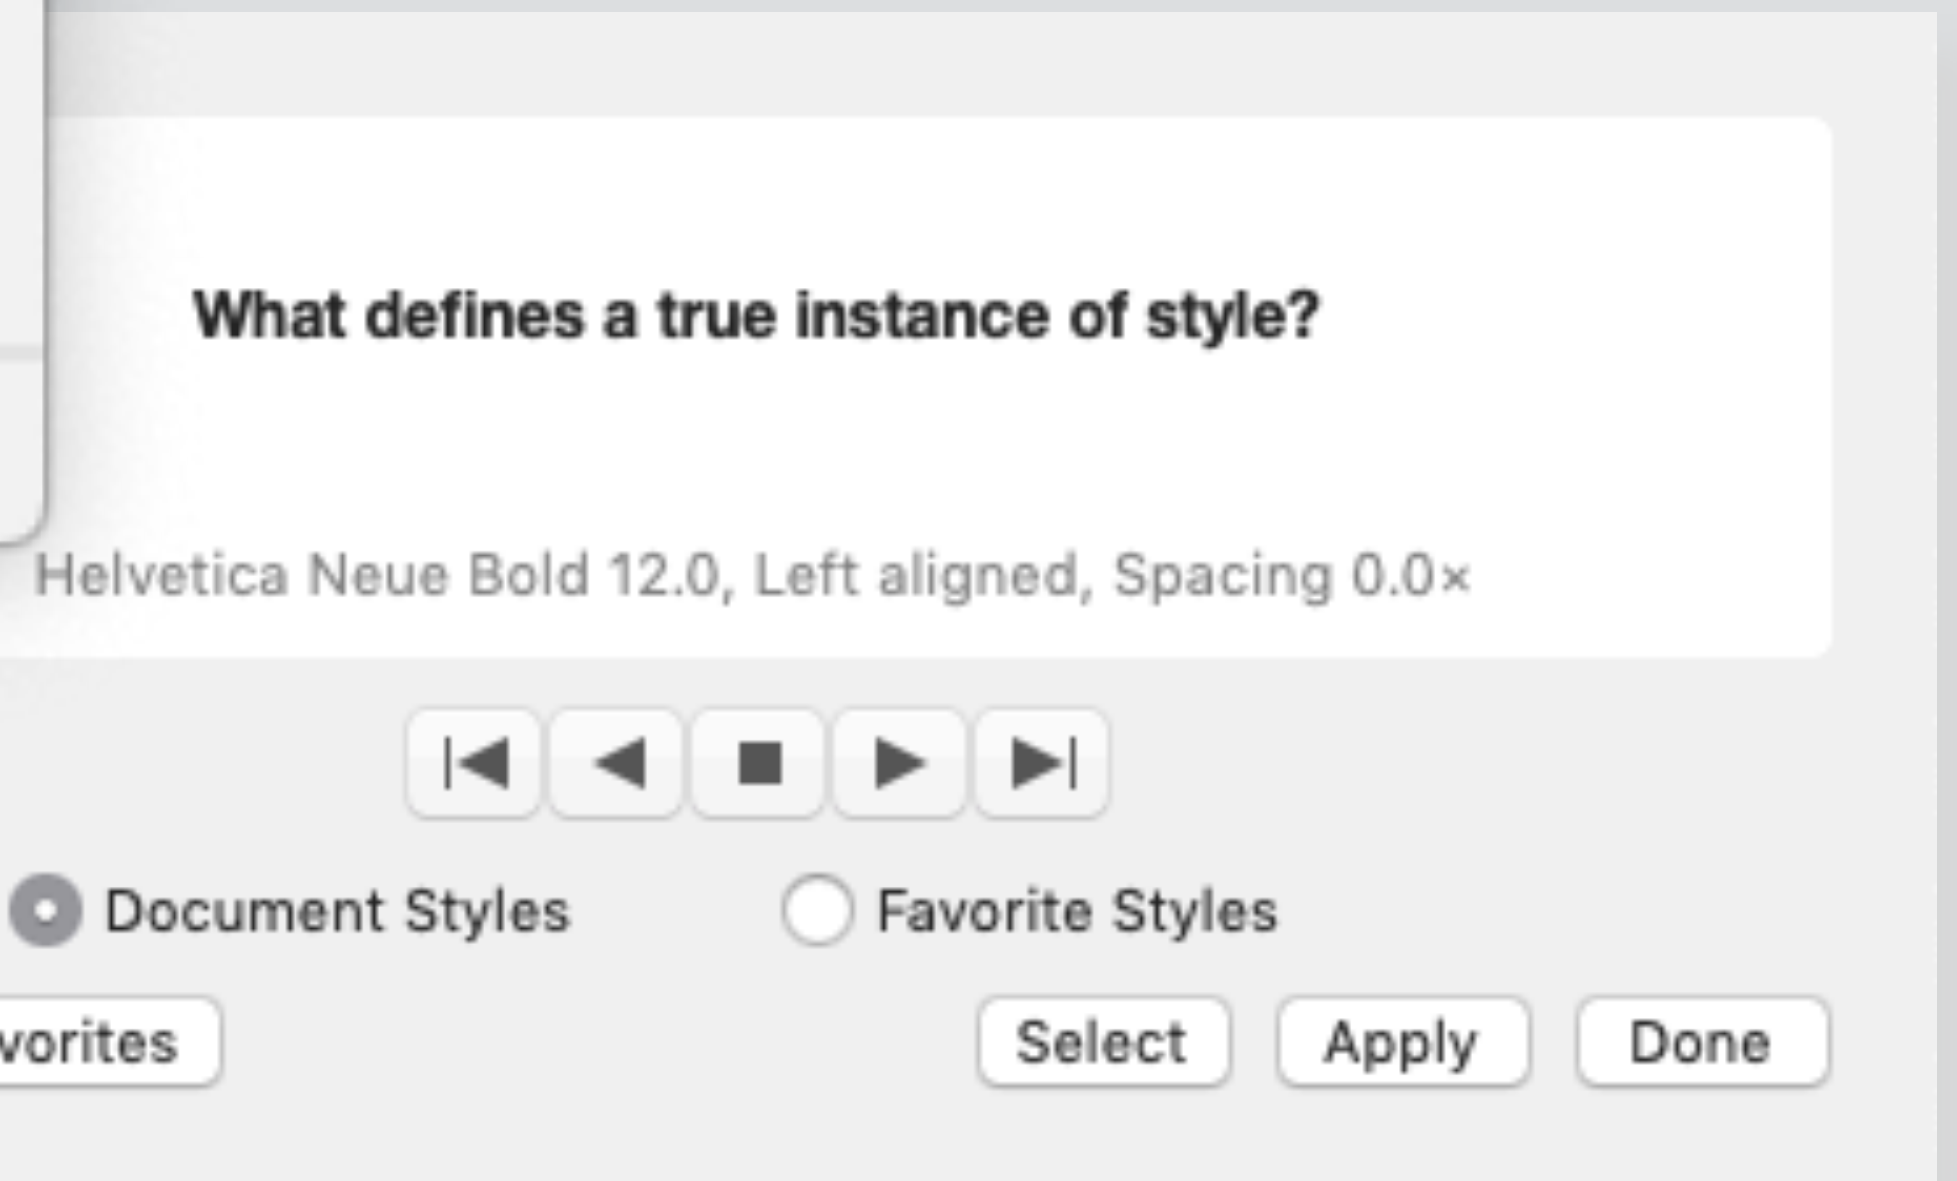 What defines a true instance of style?
Helvetica Neue Bold 12.0, Left aligned, Spacing 0.0×
Document Styles Favorite Styles
vorites Select Apply Done